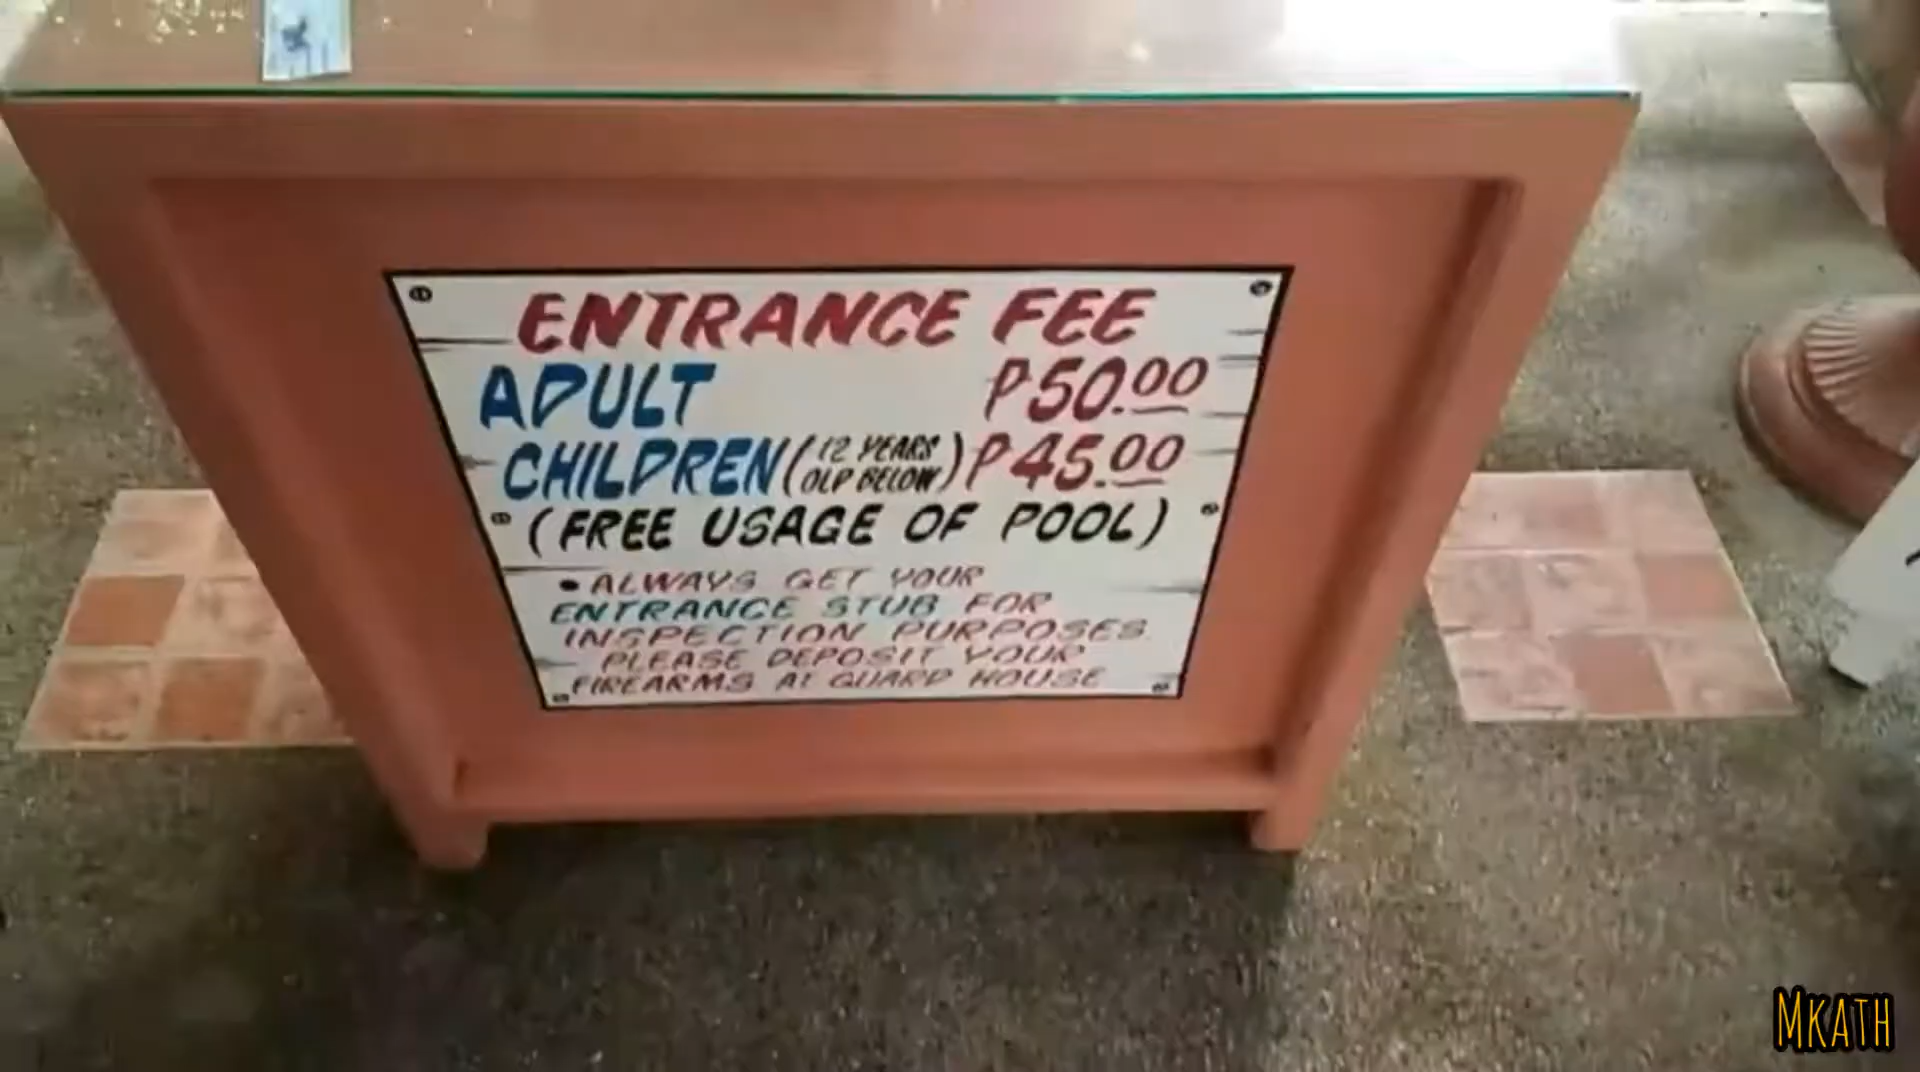 ENTRANCE FEE
ADULT P50.00
CHILDREN (12 YEARS OLD BELOW) P45.00
(FREE USAGE OF POOL)
• ALWAYS GET YOUR
ENTRANCE STUB FOR
INSPECTION PURPOSES.
PLEASE DEPOSIT YOUR
FIREARMS AT GUARD HOUSE
MKATH